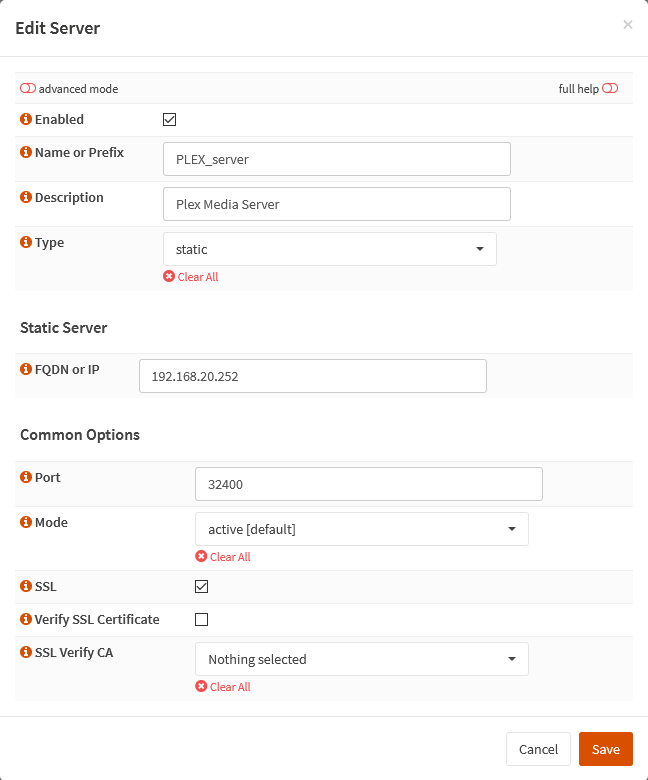 Edit Server
×
advanced mode full help
Enabled
Name or Prefix PLEX_server
Description Plex Media Server
Type static
Clear All
Static Server
FQDN or IP 192.168.20.252
Common Options
Port 32400
Mode active [default]
Clear All
SSL
Verify SSL Certificate
SSL Verify CA Nothing selected
Clear All
Cancel Save